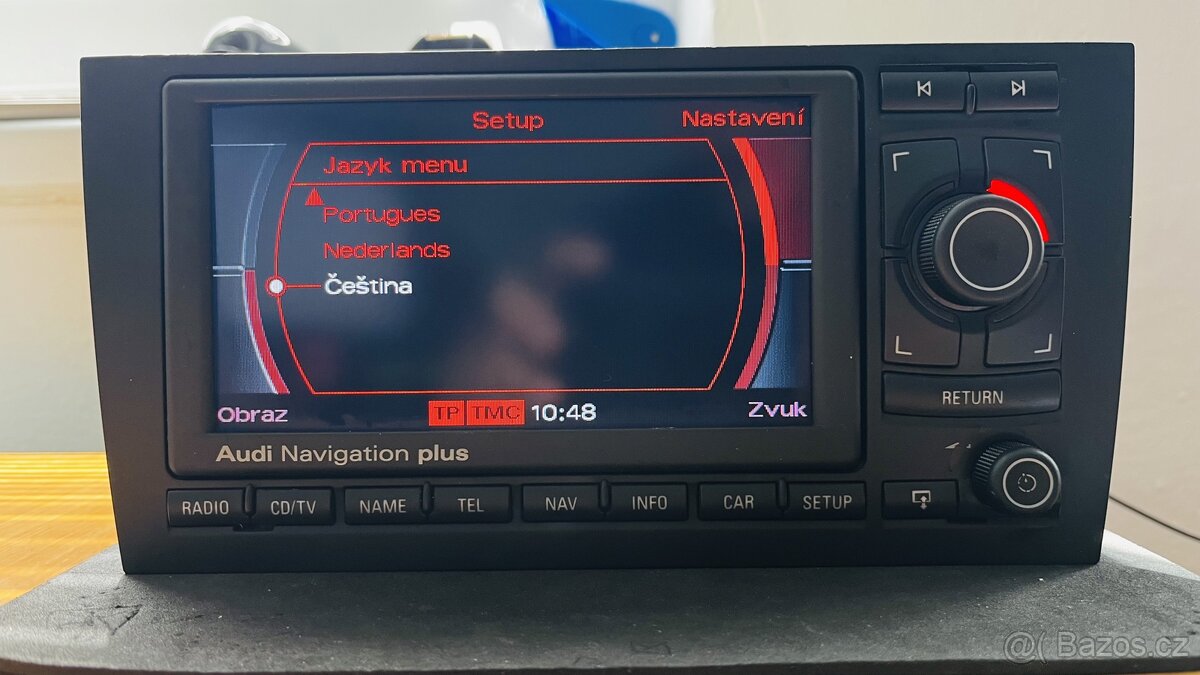 Setup Nastavení
Jazyk menu
Portugues
Nederlands
Čeština
Obraz TP TMC 10:48 Zvuk
Audi Navigation plus
RETURN
RADIO CD/TV NAME TEL NAV INFO CAR SETUP
Bazos.cz